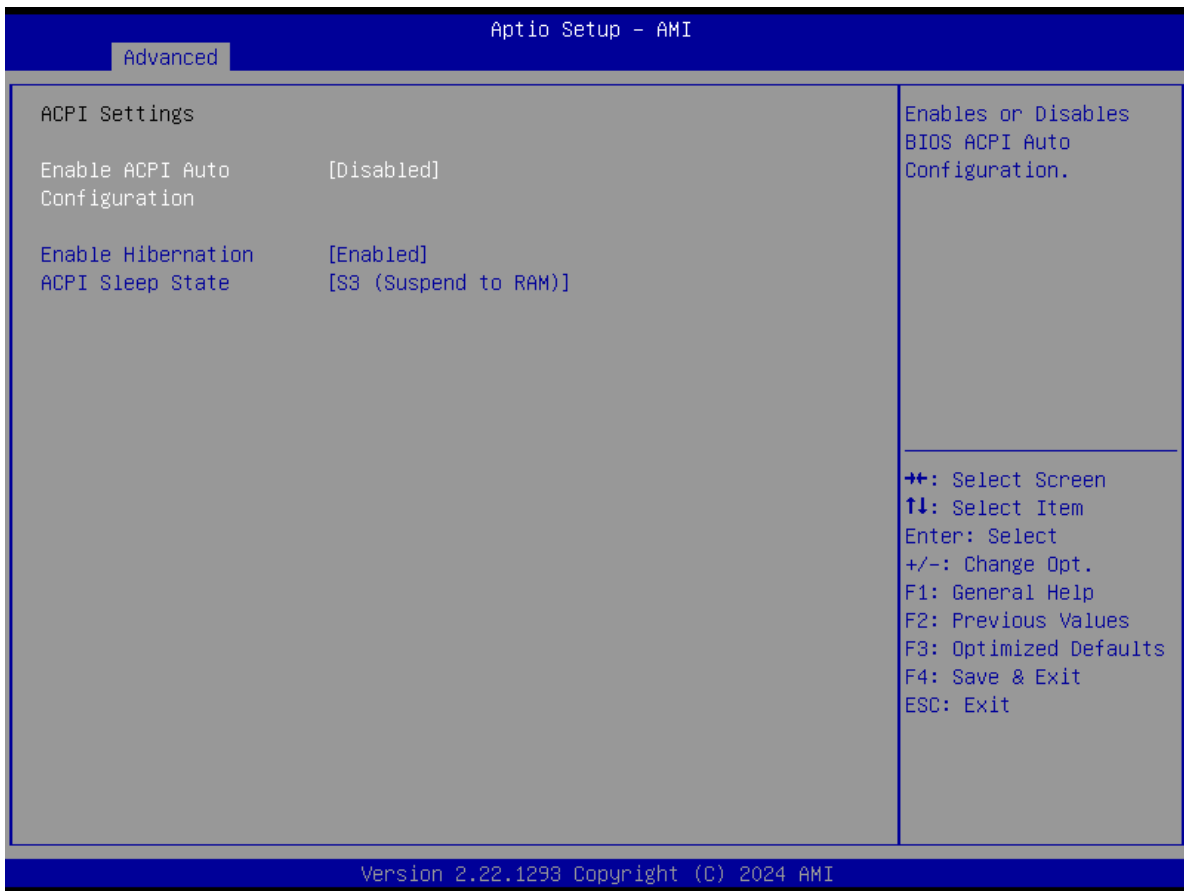 Aptio Setup – AMI
Advanced
ACPI Settings
Enable ACPI Auto Configuration [Disabled]
Enable Hibernation [Enabled]
ACPI Sleep State [S3 (Suspend to RAM)]
Enables or Disables
BIOS ACPI Auto
Configuration.
→←: Select Screen
↑↓: Select Item
Enter: Select
+/-: Change Opt.
F1: General Help
F2: Previous Values
F3: Optimized Defaults
F4: Save & Exit
ESC: Exit
Version 2.22.1293 Copyright (C) 2024 AMI